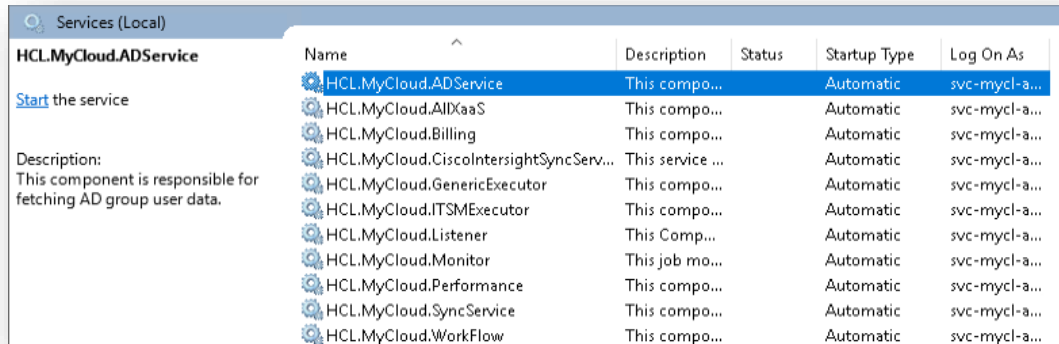 Services (Local)
HCL.MyCloud.ADService
Start the service
Description:
This component is responsible for
fetching AD group user data.
Name Description Status Startup Type Log On As
HCL.MyCloud.ADService This compo... Automatic svc-mycl-a...
HCL.MyCloud.AllXaaS This compo... Automatic svc-mycl-a...
HCL.MyCloud.Billing This compo... Automatic svc-mycl-a...
HCL.MyCloud.CiscoIntersightSyncServ... This service ... Automatic svc-mycl-a...
HCL.MyCloud.GenericExecutor This compo... Automatic svc-mycl-a...
HCL.MyCloud.ITSMExecutor This compo... Automatic svc-mycl-a...
HCL.MyCloud.Listener This Comp... Automatic svc-mycl-a...
HCL.MyCloud.Monitor This job mo... Automatic svc-mycl-a...
HCL.MyCloud.Performance This compo... Automatic svc-mycl-a...
HCL.MyCloud.SyncService This compo... Automatic svc-mycl-a...
HCL.MyCloud.WorkFlow This compo... Automatic svc-mycl-a...